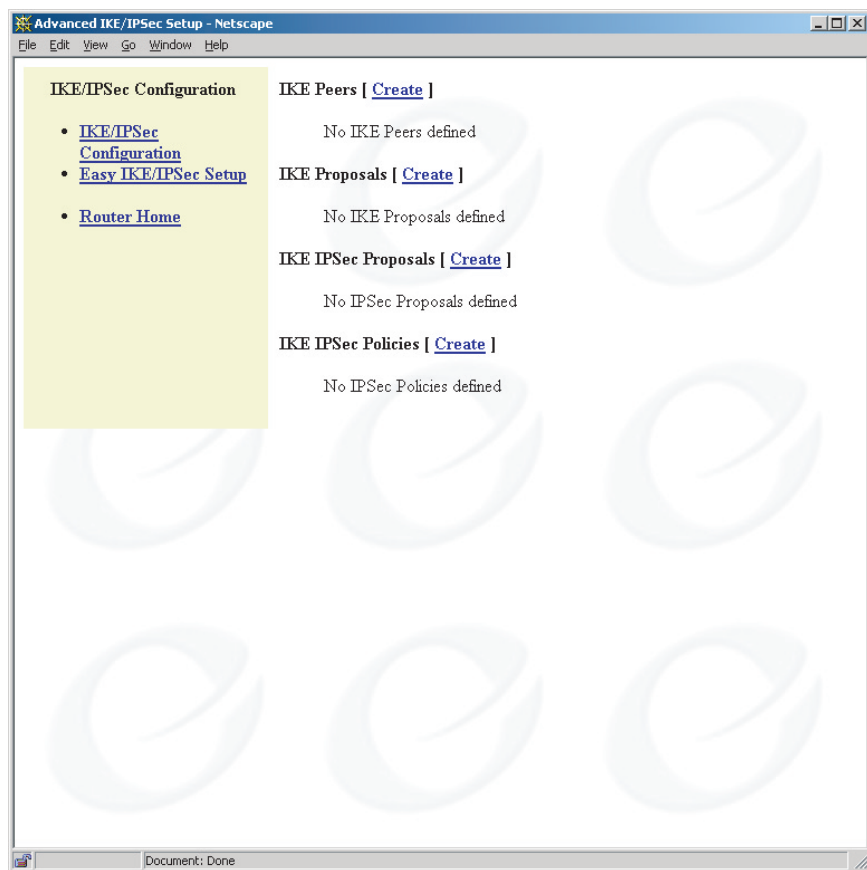 Advanced IKE/IPSec Setup - Netscape
File Edit View Go Window Help
IKE/IPSec Configuration
• IKE/IPSec
Configuration
• Easy IKE/IPSec Setup
• Router Home
IKE Peers [ Create ]
No IKE Peers defined
IKE Proposals [ Create ]
No IKE Proposals defined
IKE IPSec Proposals [ Create ]
No IPSec Proposals defined
IKE IPSec Policies [ Create ]
No IPSec Policies defined
Document: Done